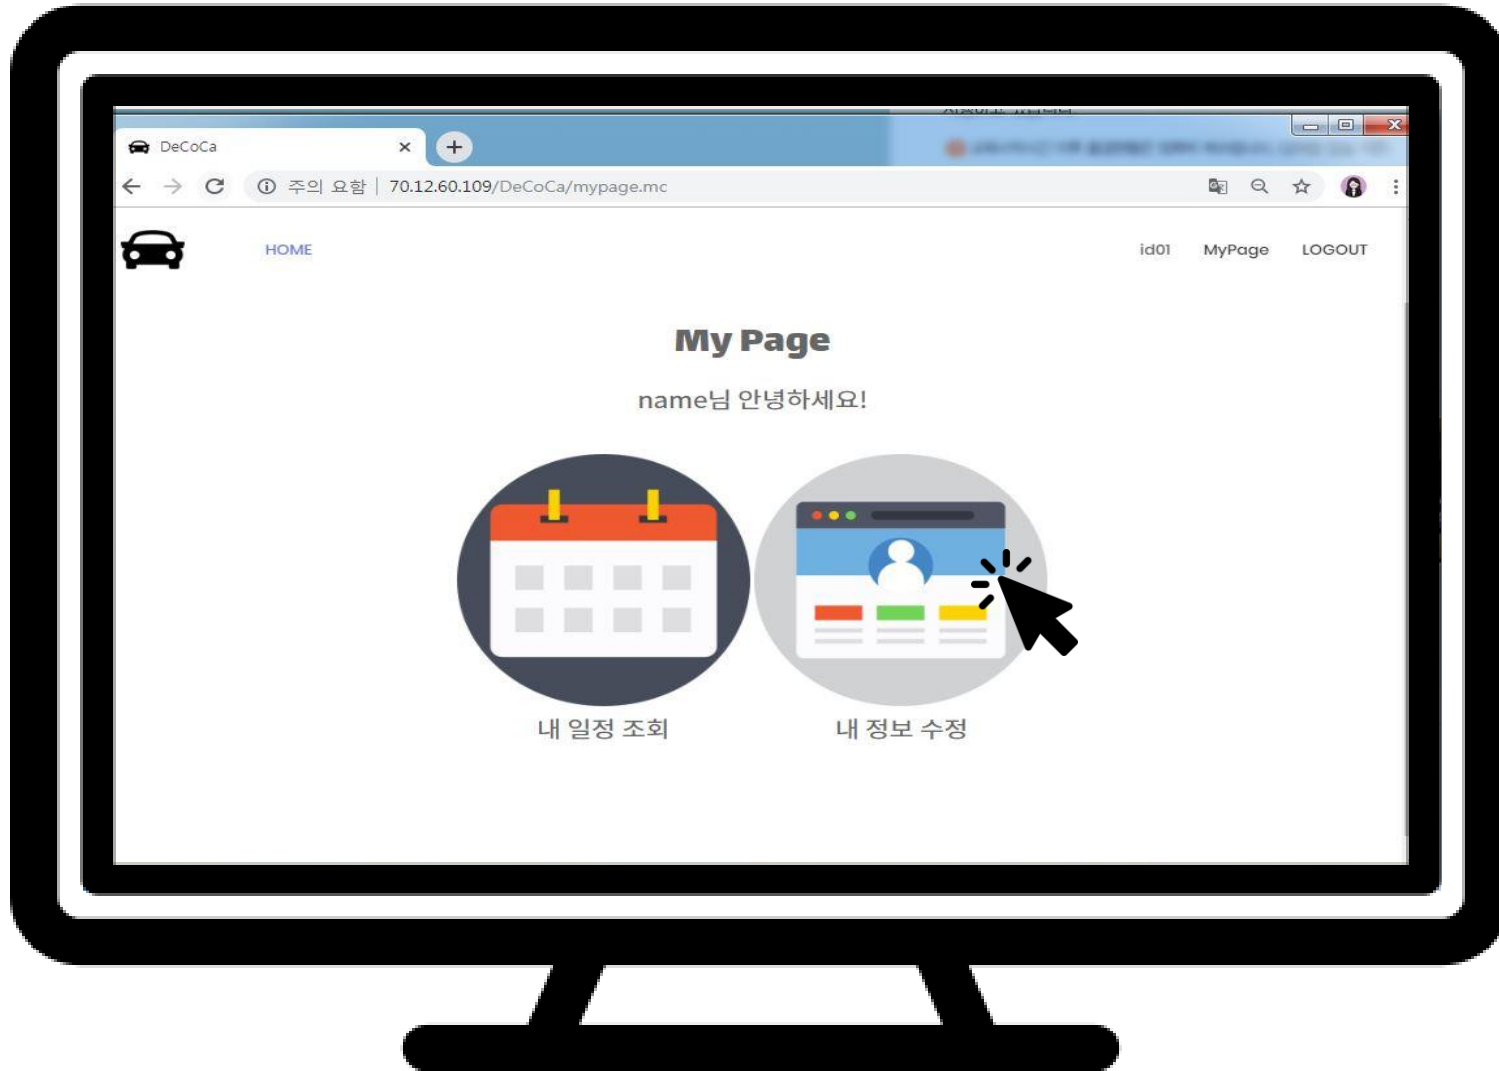 DeCoCa
주의 요함 | 70.12.60.109/DeCoCa/mypage.mc
HOME
id01 MyPage LOGOUT
My Page
name님 안녕하세요!
내 일정 조회
내 정보 수정